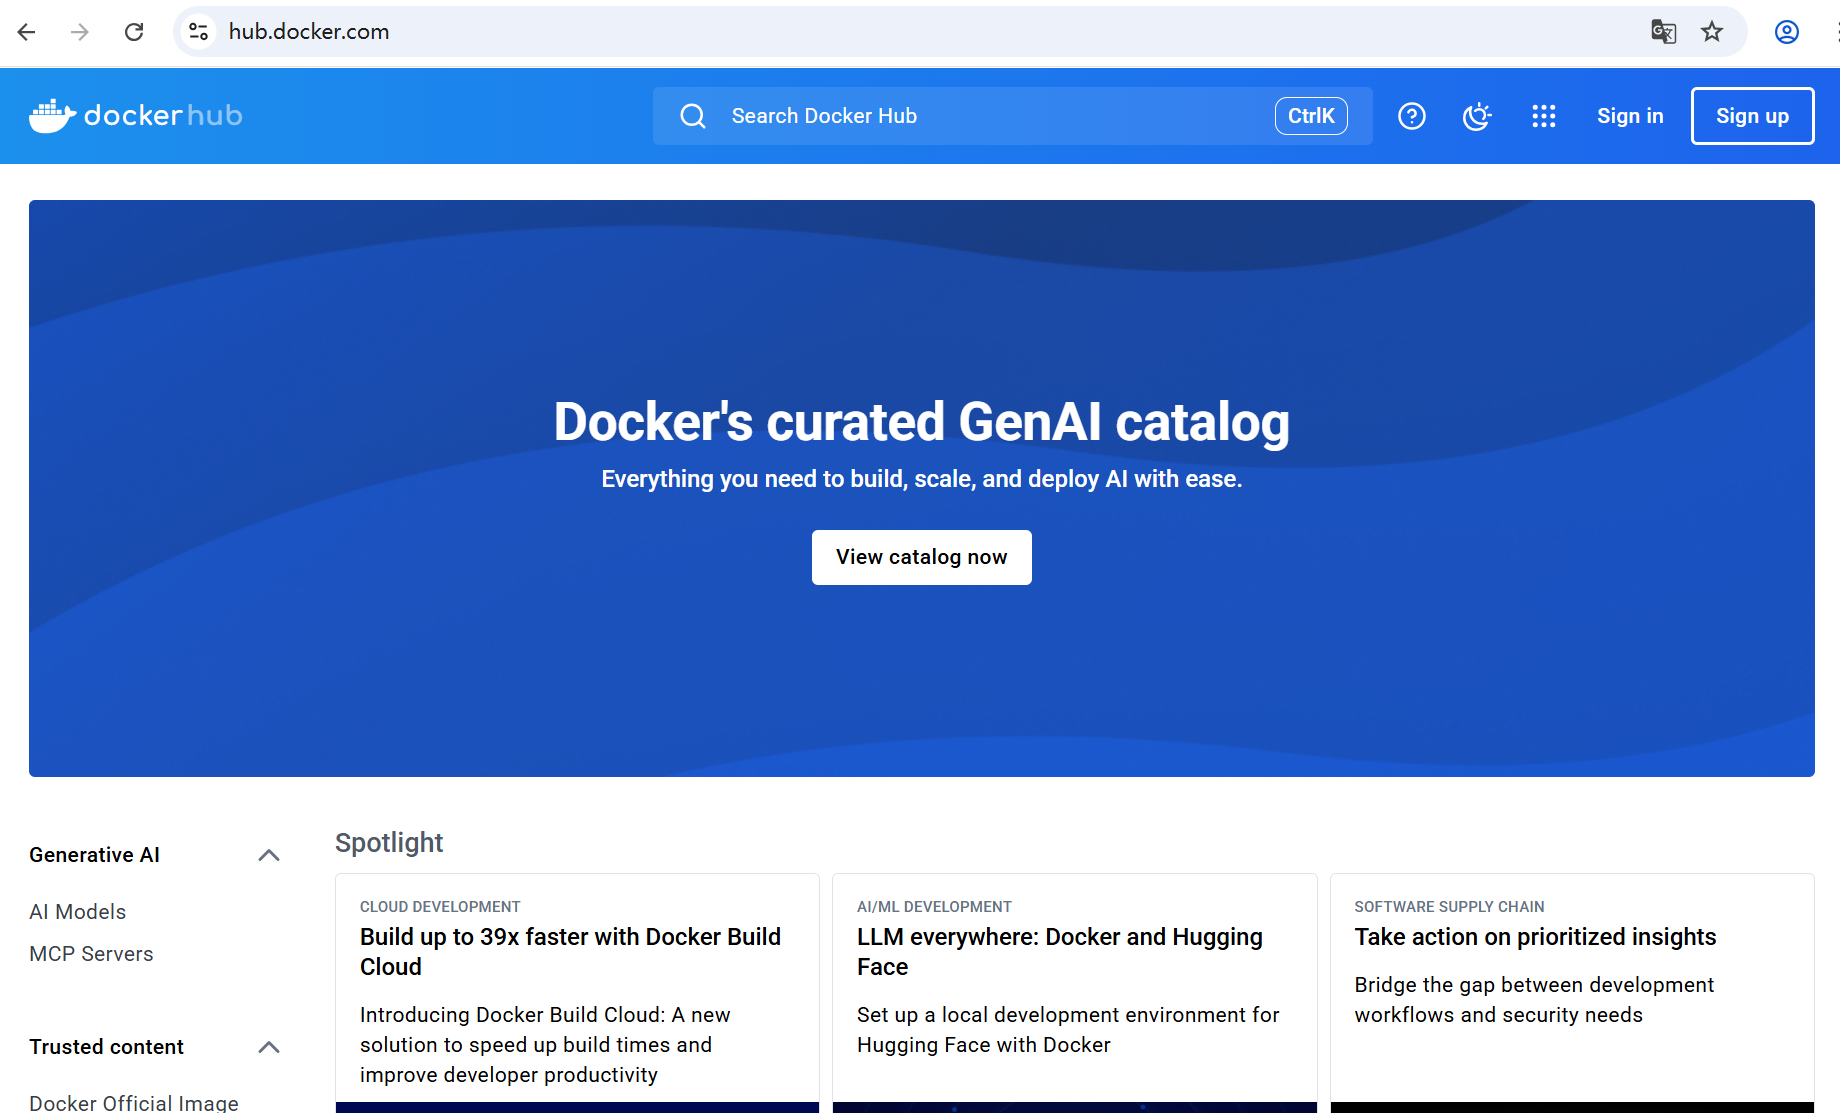 hub.docker.com
dockerhub
Search Docker Hub
CtrlK
Sign in
Sign up
Docker's curated GenAI catalog
Everything you need to build, scale, and deploy AI with ease.
View catalog now
Generative AI
AI Models
MCP Servers
Trusted content
Docker Official Image
Spotlight
CLOUD DEVELOPMENT
Build up to 39x faster with Docker Build
Cloud
Introducing Docker Build Cloud: A new
solution to speed up build times and
improve developer productivity
AI/ML DEVELOPMENT
LLM everywhere: Docker and Hugging
Face
Set up a local development environment for
Hugging Face with Docker
SOFTWARE SUPPLY CHAIN
Take action on prioritized insights
Bridge the gap between development
workflows and security needs